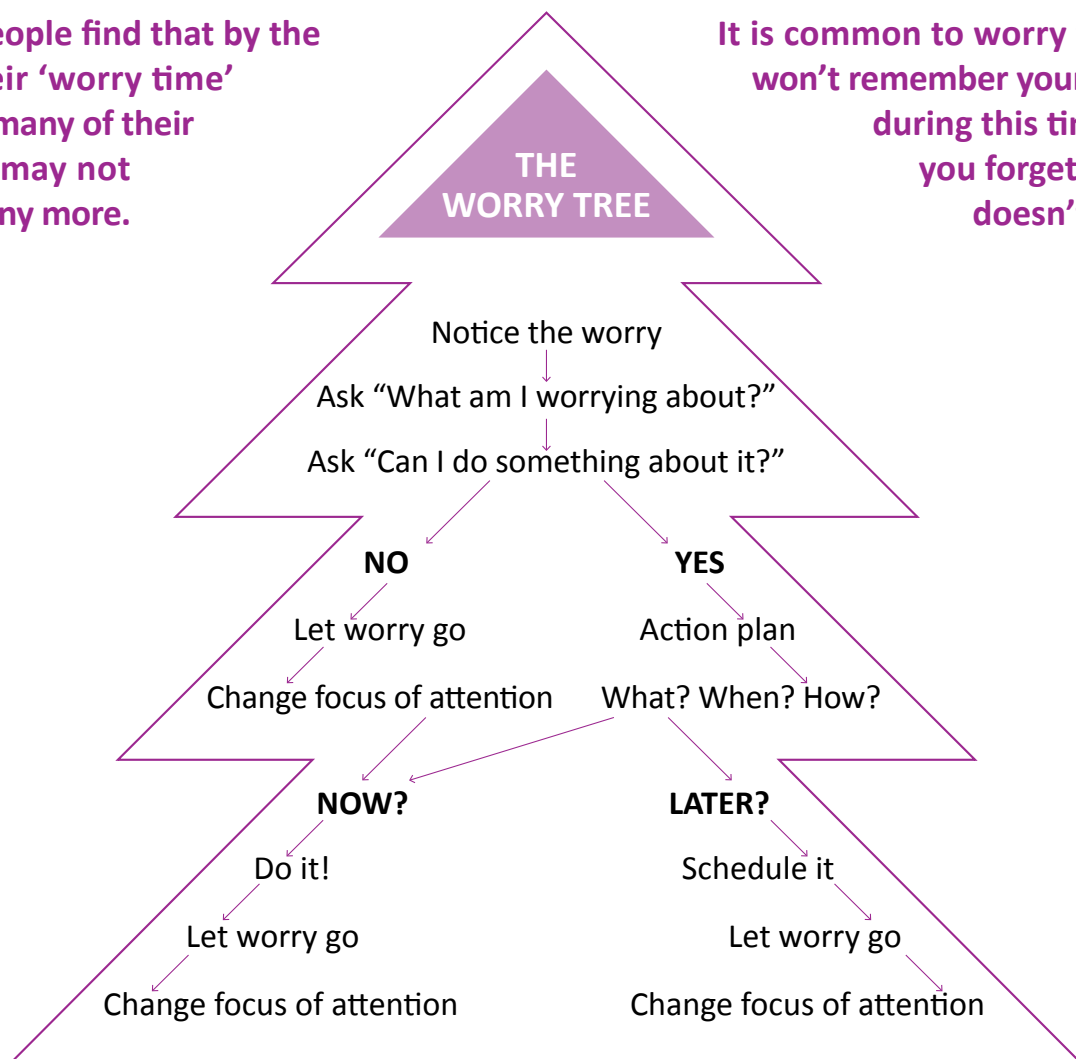 eople find that by the
eir ‘worry time’
many of their
may not
ny more.
It is common to worry
won’t remember your
during this ti
you forget
doesn’
THE
WORRY TREE
Notice the worry
Ask “What am I worrying about?”
Ask “Can I do something about it?”
NO
YES
Let worry go
Action plan
Change focus of attention
What? When? How?
NOW?
LATER?
Do it!
Schedule it
Let worry go
Let worry go
Change focus of attention
Change focus of attention